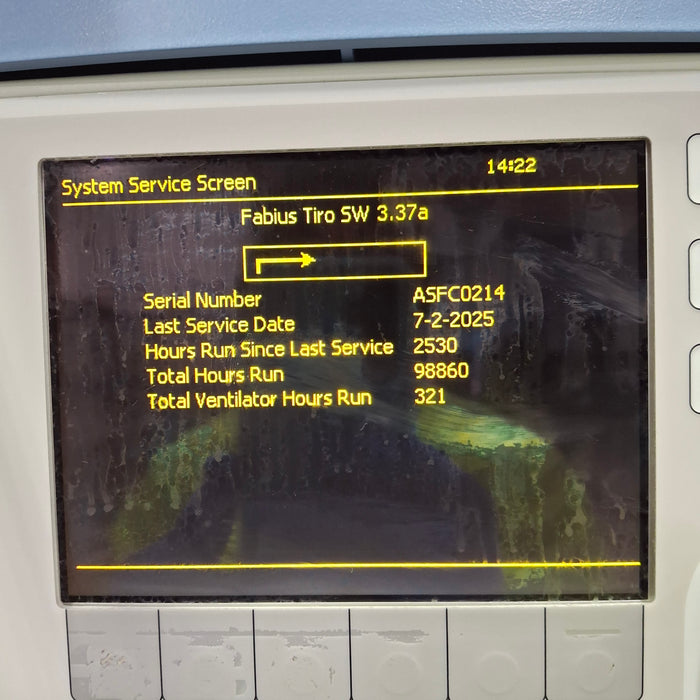 14:22
System Service Screen
Fabius Tiro SW 3.37a
Serial Number ASFC0214
Last Service Date 7-2-2025
Hours Run Since Last Service 2530
Total Hours Run 98860
Total Ventilator Hours Run 321